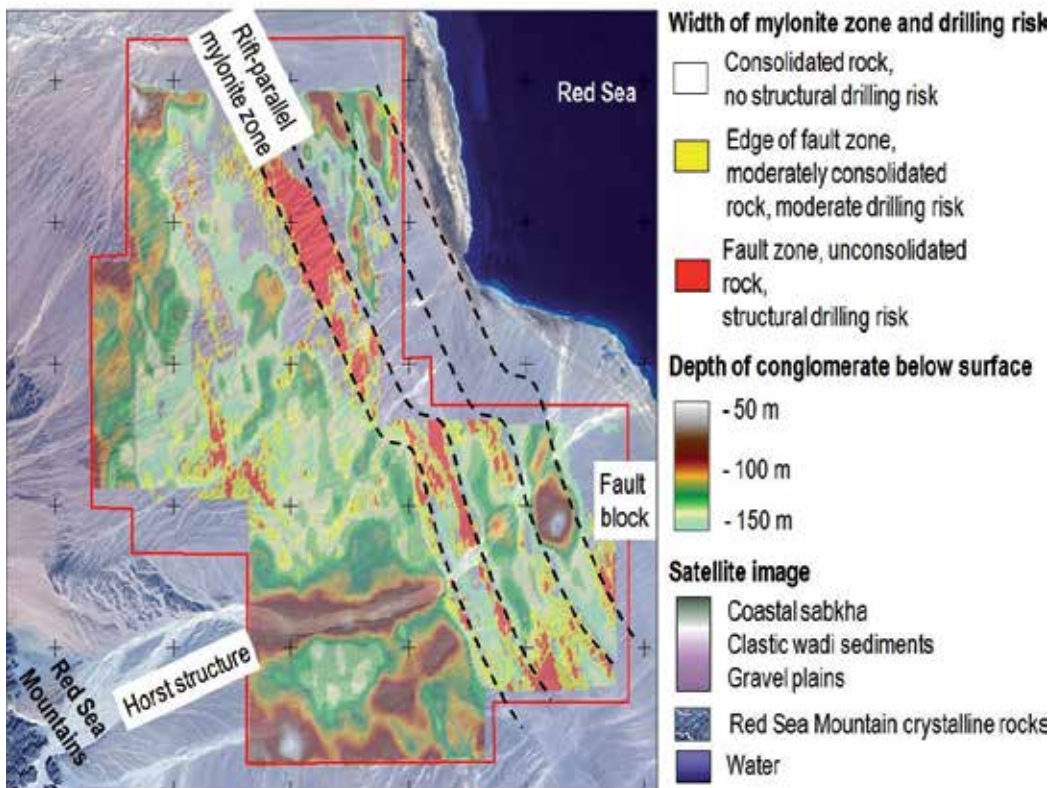 Rift-parallel
mylonite zone
Red Sea
Fault
block
Horst structure
Red Sea
Mountains
Width of mylonite zone and drilling risk
Consolidated rock,
no structural drilling risk
Edge of fault zone,
moderately consolidated
rock, moderate drilling risk
Fault zone, unconsolidated
rock,
structural drilling risk
Depth of conglomerate below surface
- 50 m
- 100 m
- 150 m
Satellite image
Coastal sabkha
Clastic wadi sediments
Gravel plains
Red Sea Mountain crystalline rocks
Water